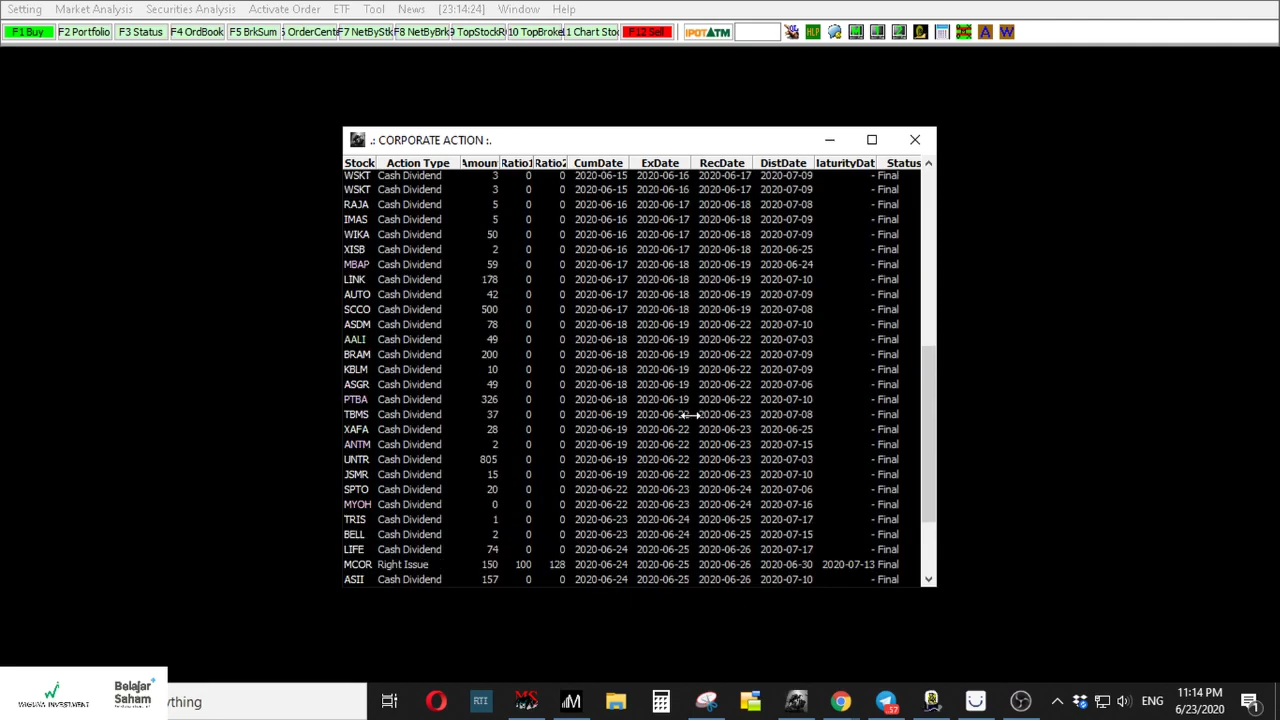 Setting Market Analysis Securities Analysis Activate Order ETF Tool News [23:14:24] Window Help
F1 Buy F2 Portfolio F3 Status F4 OrdBook F5 BrkSum OrderCent F7 NetByStk F8 NetByBrk 9 TopStock 10 TopBroke 1 Chart Sto F12 Sell IPOTATM HLP A W
.: CORPORATE ACTION :.
Stock Action Type Amoun Ratio1 Ratio2 CumDate ExDate RecDate DistDate laturityDat Status
WSKT Cash Dividend 3 0 0 2020-06-15 2020-06-16 2020-06-17 2020-07-09 - Final
WSKT Cash Dividend 3 0 0 2020-06-15 2020-06-16 2020-06-17 2020-07-09 - Final
RAJA Cash Dividend 5 0 0 2020-06-16 2020-06-17 2020-06-18 2020-07-08 - Final
IMAS Cash Dividend 5 0 0 2020-06-16 2020-06-17 2020-06-18 2020-07-09 - Final
WIKA Cash Dividend 50 0 0 2020-06-16 2020-06-17 2020-06-18 2020-07-09 - Final
XISB Cash Dividend 2 0 0 2020-06-16 2020-06-17 2020-06-18 2020-06-25 - Final
MBAP Cash Dividend 59 0 0 2020-06-17 2020-06-18 2020-06-19 2020-06-24 - Final
LINK Cash Dividend 178 0 0 2020-06-17 2020-06-18 2020-06-19 2020-07-10 - Final
AUTO Cash Dividend 42 0 0 2020-06-17 2020-06-18 2020-06-19 2020-07-09 - Final
SCCO Cash Dividend 500 0 0 2020-06-17 2020-06-18 2020-06-19 2020-07-08 - Final
ASDM Cash Dividend 78 0 0 2020-06-18 2020-06-19 2020-06-22 2020-07-10 - Final
AALI Cash Dividend 49 0 0 2020-06-18 2020-06-19 2020-06-22 2020-07-03 - Final
BRAM Cash Dividend 200 0 0 2020-06-18 2020-06-19 2020-06-22 2020-07-09 - Final
KBLM Cash Dividend 10 0 0 2020-06-18 2020-06-19 2020-06-22 2020-07-09 - Final
ASGR Cash Dividend 49 0 0 2020-06-18 2020-06-19 2020-06-22 2020-07-06 - Final
PTBA Cash Dividend 326 0 0 2020-06-18 2020-06-19 2020-06-22 2020-07-10 - Final
TBMS Cash Dividend 37 0 0 2020-06-19 2020-06-22 2020-06-23 2020-07-08 - Final
XAFA Cash Dividend 28 0 0 2020-06-19 2020-06-22 2020-06-23 2020-06-25 - Final
ANTM Cash Dividend 2 0 0 2020-06-19 2020-06-22 2020-06-23 2020-07-15 - Final
UNTR Cash Dividend 805 0 0 2020-06-19 2020-06-22 2020-06-23 2020-07-03 - Final
JSMR Cash Dividend 15 0 0 2020-06-19 2020-06-22 2020-06-23 2020-07-10 - Final
SPTO Cash Dividend 20 0 0 2020-06-22 2020-06-23 2020-06-24 2020-07-06 - Final
MYOH Cash Dividend 0 0 0 2020-06-22 2020-06-23 2020-06-24 2020-07-16 - Final
TRIS Cash Dividend 1 0 0 2020-06-23 2020-06-24 2020-06-25 2020-07-17 - Final
BELL Cash Dividend 2 0 0 2020-06-23 2020-06-24 2020-06-25 2020-07-15 - Final
LIFE Cash Dividend 74 0 0 2020-06-24 2020-06-25 2020-06-26 2020-07-17 - Final
MCOR Right Issue 150 100 128 2020-06-24 2020-06-25 2020-06-26 2020-06-30 2020-07-13 Final
ASII Cash Dividend 157 0 0 2020-06-24 2020-06-25 2020-06-26 2020-07-10 - Final
Belajar
Saham
WIGUNA INVESTMENT
ything
RTI
57
ENG
11:14 PM
6/23/2020
1